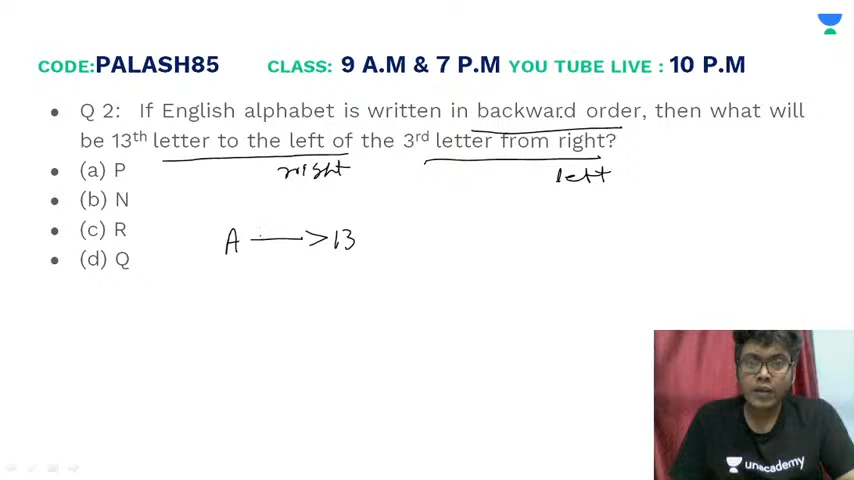 CODE:PALASH85 CLASS: 9 A.M & 7 P.M YOU TUBE LIVE : 10 P.M
• Q 2: If English alphabet is written in backward order, then what will
be 13th letter to the left of the 3rd letter from right?
right left
• (a) P
• (b) N
• (c) R
A —> 13
• (d) Q
unacademy